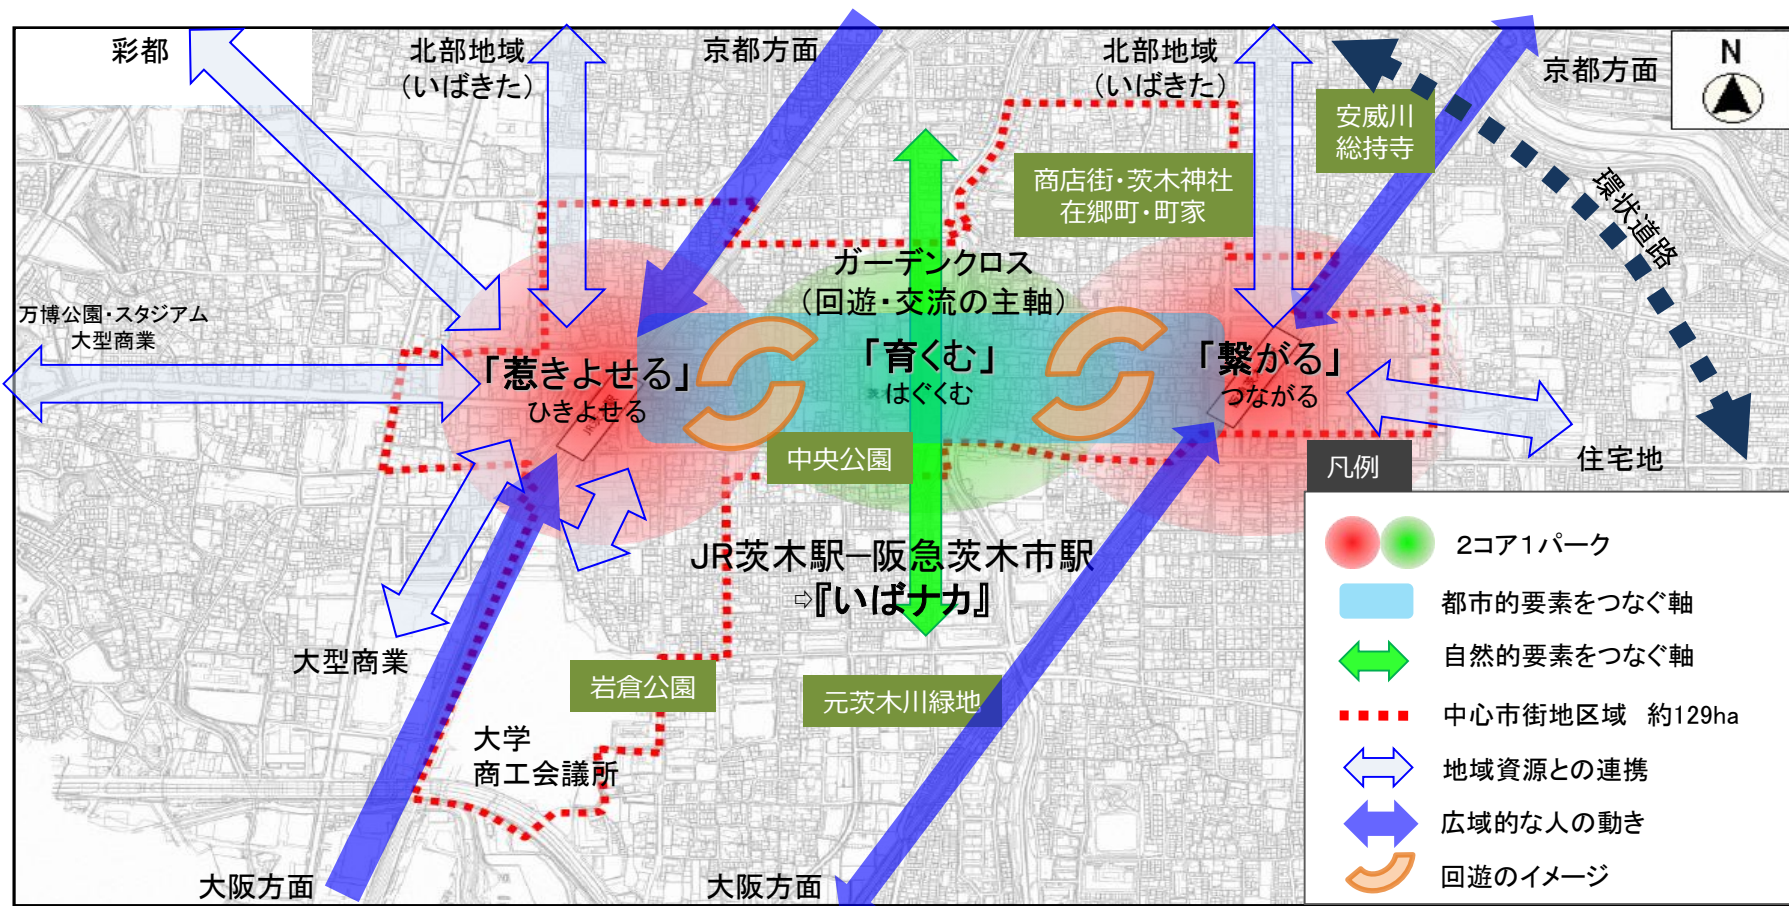 彩都
北部地域
(いばきた)
京都方面
北部地域
(いばきた)
京都方面
N
安威川
総持寺
商店街・茨木神社
在郷町・町家
環状道路
ガーデンクロス
(回遊・交流の主軸)
万博公園・スタジアム
大型商業
「惹きよせる」
ひきよせる
「育くむ」
はぐくむ
「繋がる」
つながる
中央公園
住宅地
JR茨木駅―阪急茨木市駅
⇨『いばナカ』
大型商業
岩倉公園
元茨木川緑地
大学
商工会議所
大阪方面
大阪方面
凡例
2コア1パーク
都市的要素をつなぐ軸
自然的要素をつなぐ軸
中心市街地区域 約129ha
地域資源との連携
広域的な人の動き
回遊のイメージ